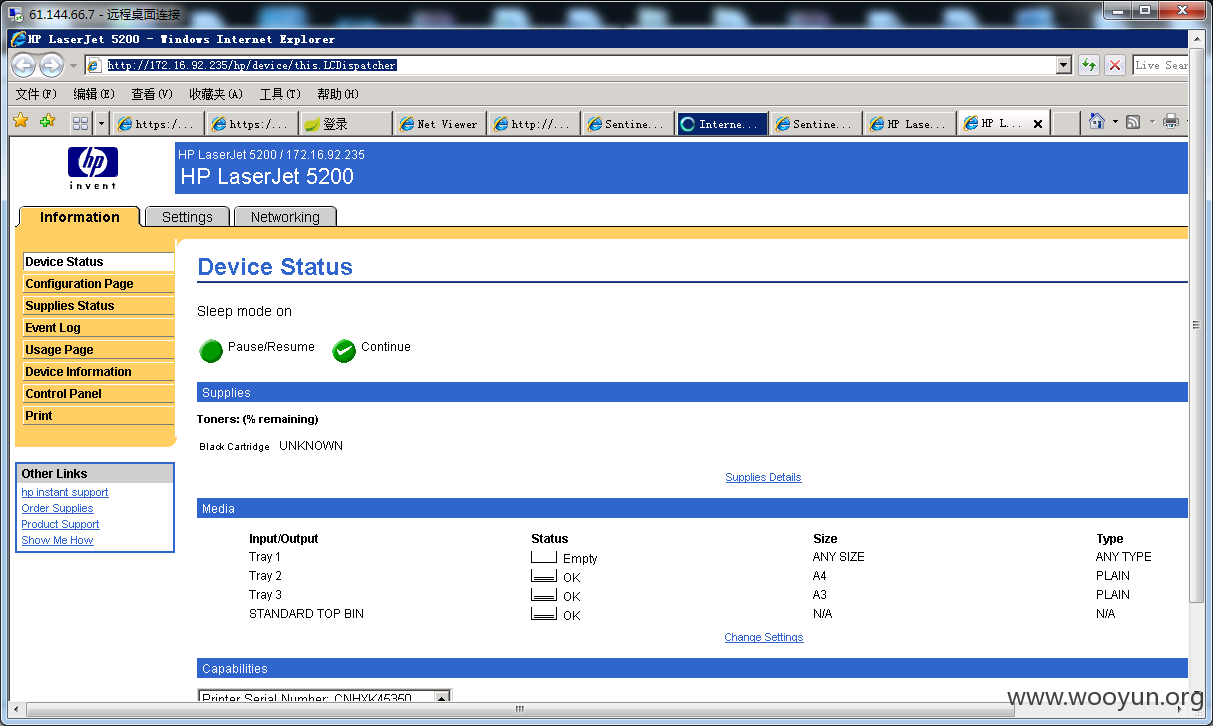 61.144.66.7 - 远程桌面连接
HP LaserJet 5200 - Windows Internet Explorer
http://172.16.92.235/hp/device/this.LCDispatcher
Live Sear
文件(F) 编辑(E) 查看(V) 收藏夹(A) 工具(T) 帮助(H)
https:/... https:/... 登录 Net Viewer http://... Sentine... Interne... Sentine... HP Lase... HP L...
hp
invent
HP LaserJet 5200 / 172.16.92.235
HP LaserJet 5200
Information Settings Networking
Device Status
Configuration Page
Supplies Status
Event Log
Usage Page
Device Information
Control Panel
Print
Other Links
hp instant support
Order Supplies
Product Support
Show Me How
Device Status
Sleep mode on
Pause/Resume Continue
Supplies
Toners: (% remaining)
Black Cartridge UNKNOWN
Supplies Details
Media
Input/Output Status Size Type
Tray 1 Empty ANY SIZE ANY TYPE
Tray 2 OK A4 PLAIN
Tray 3 OK A3 PLAIN
STANDARD TOP BIN OK N/A N/A
Change Settings
Capabilities
Printer Serial Number: CNHXK45350
www.wooyun.org